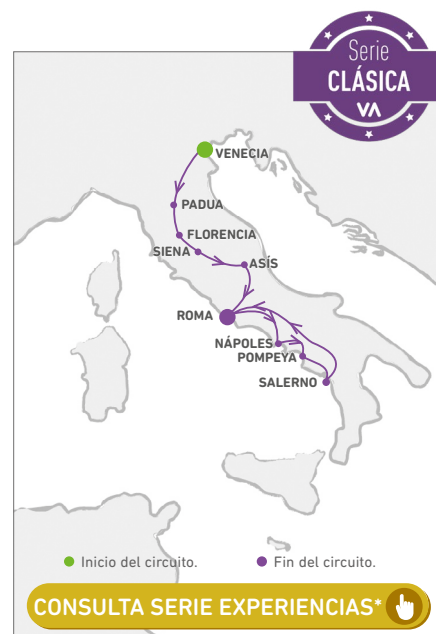 Serie
CLÁSICA
VA
VENECIA
PADUA
FLORENCIA
SIENA
ASÍS
ROMA
NÁPOLES
POMPEYA
SALERNO
Inicio del circuito.
Fin del circuito.
CONSULTA SERIE EXPERIENCIAS*